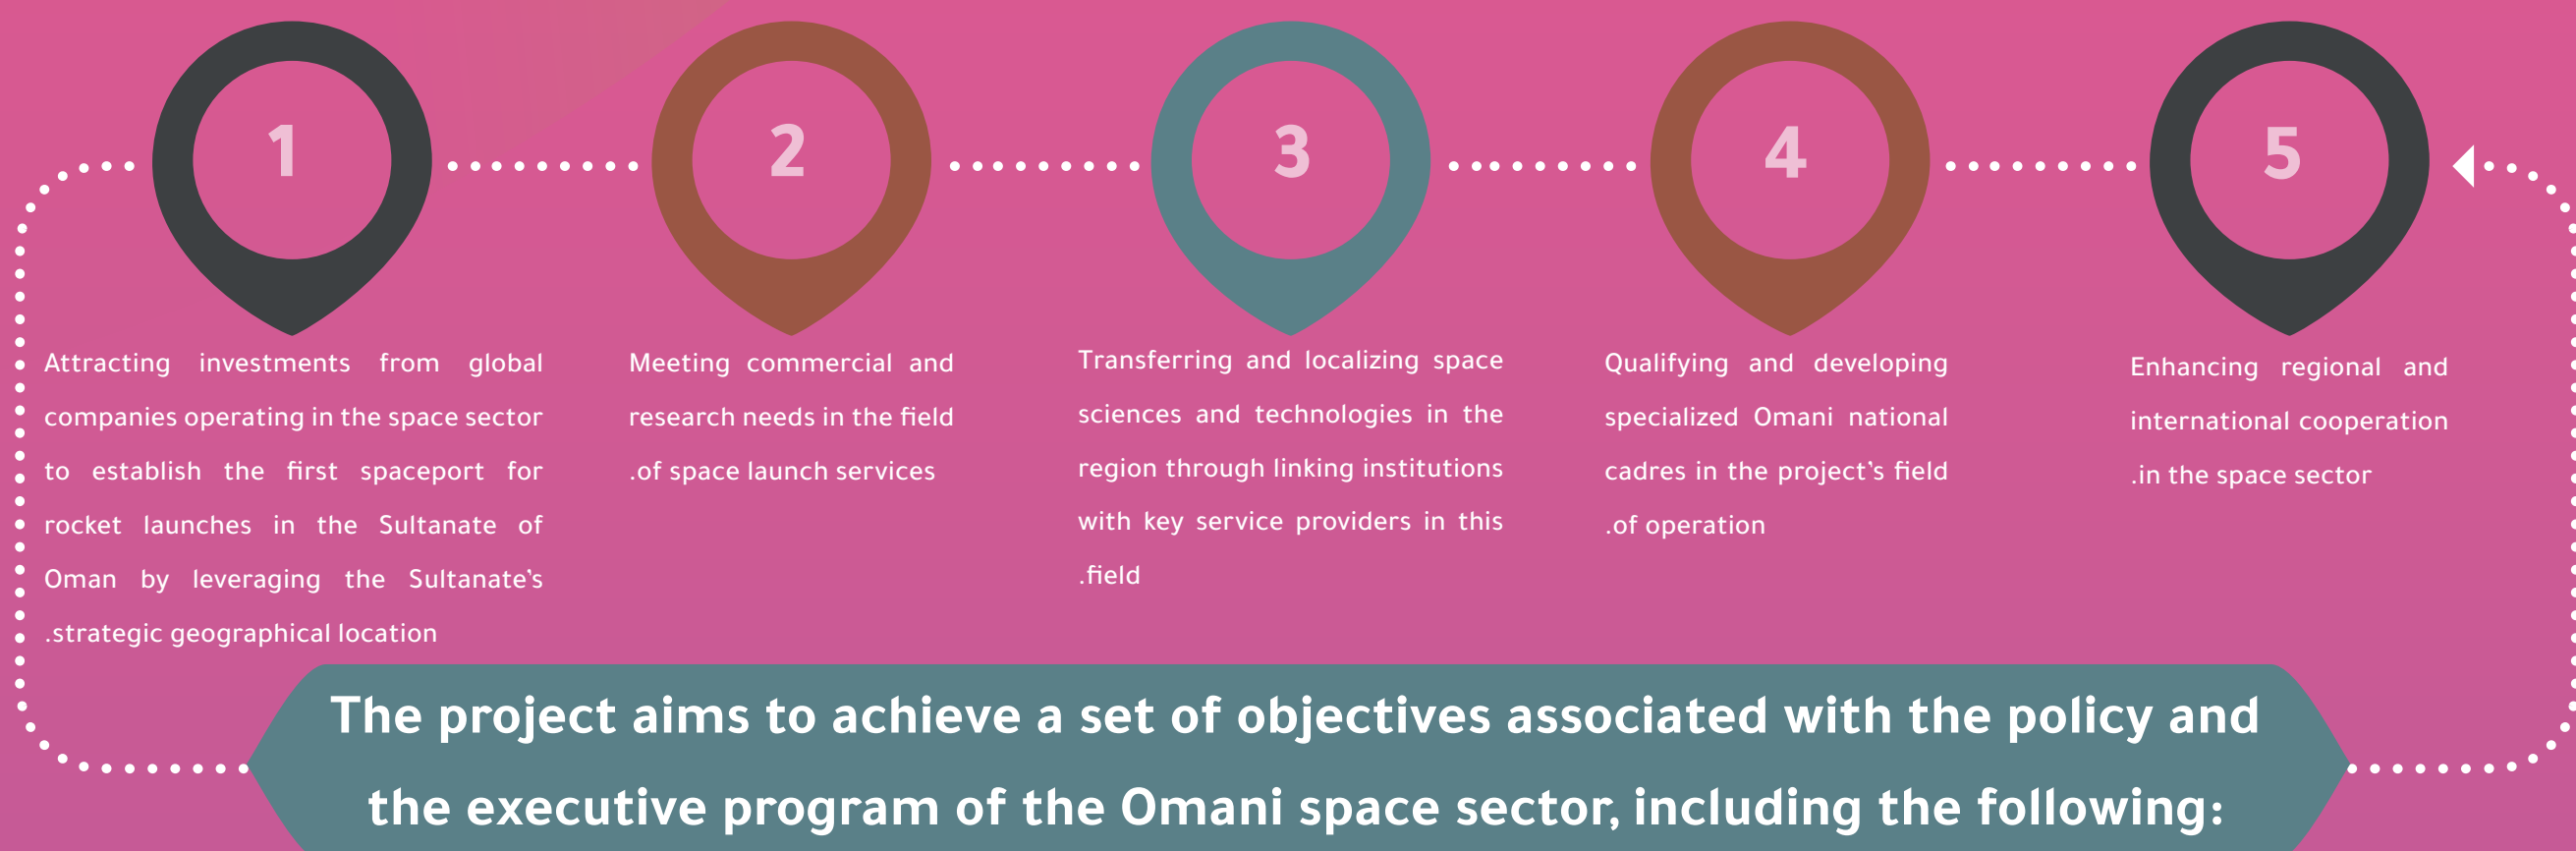 1
Attracting investments from global
companies operating in the space sector
to establish the first spaceport for
rocket launches in the Sultanate of
Oman by leveraging the Sultanate's
.strategic geographical location
2
Meeting commercial and
research needs in the field
.of space launch services
3
Transferring and localizing space
sciences and technologies in the
region through linking institutions
with key service providers in this
.field
4
Qualifying and developing
specialized Omani national
cadres in the project's field
.of operation
5
Enhancing regional and
international cooperation
.in the space sector
The project aims to achieve a set of objectives associated with the policy and
the executive program of the Omani space sector, including the following: